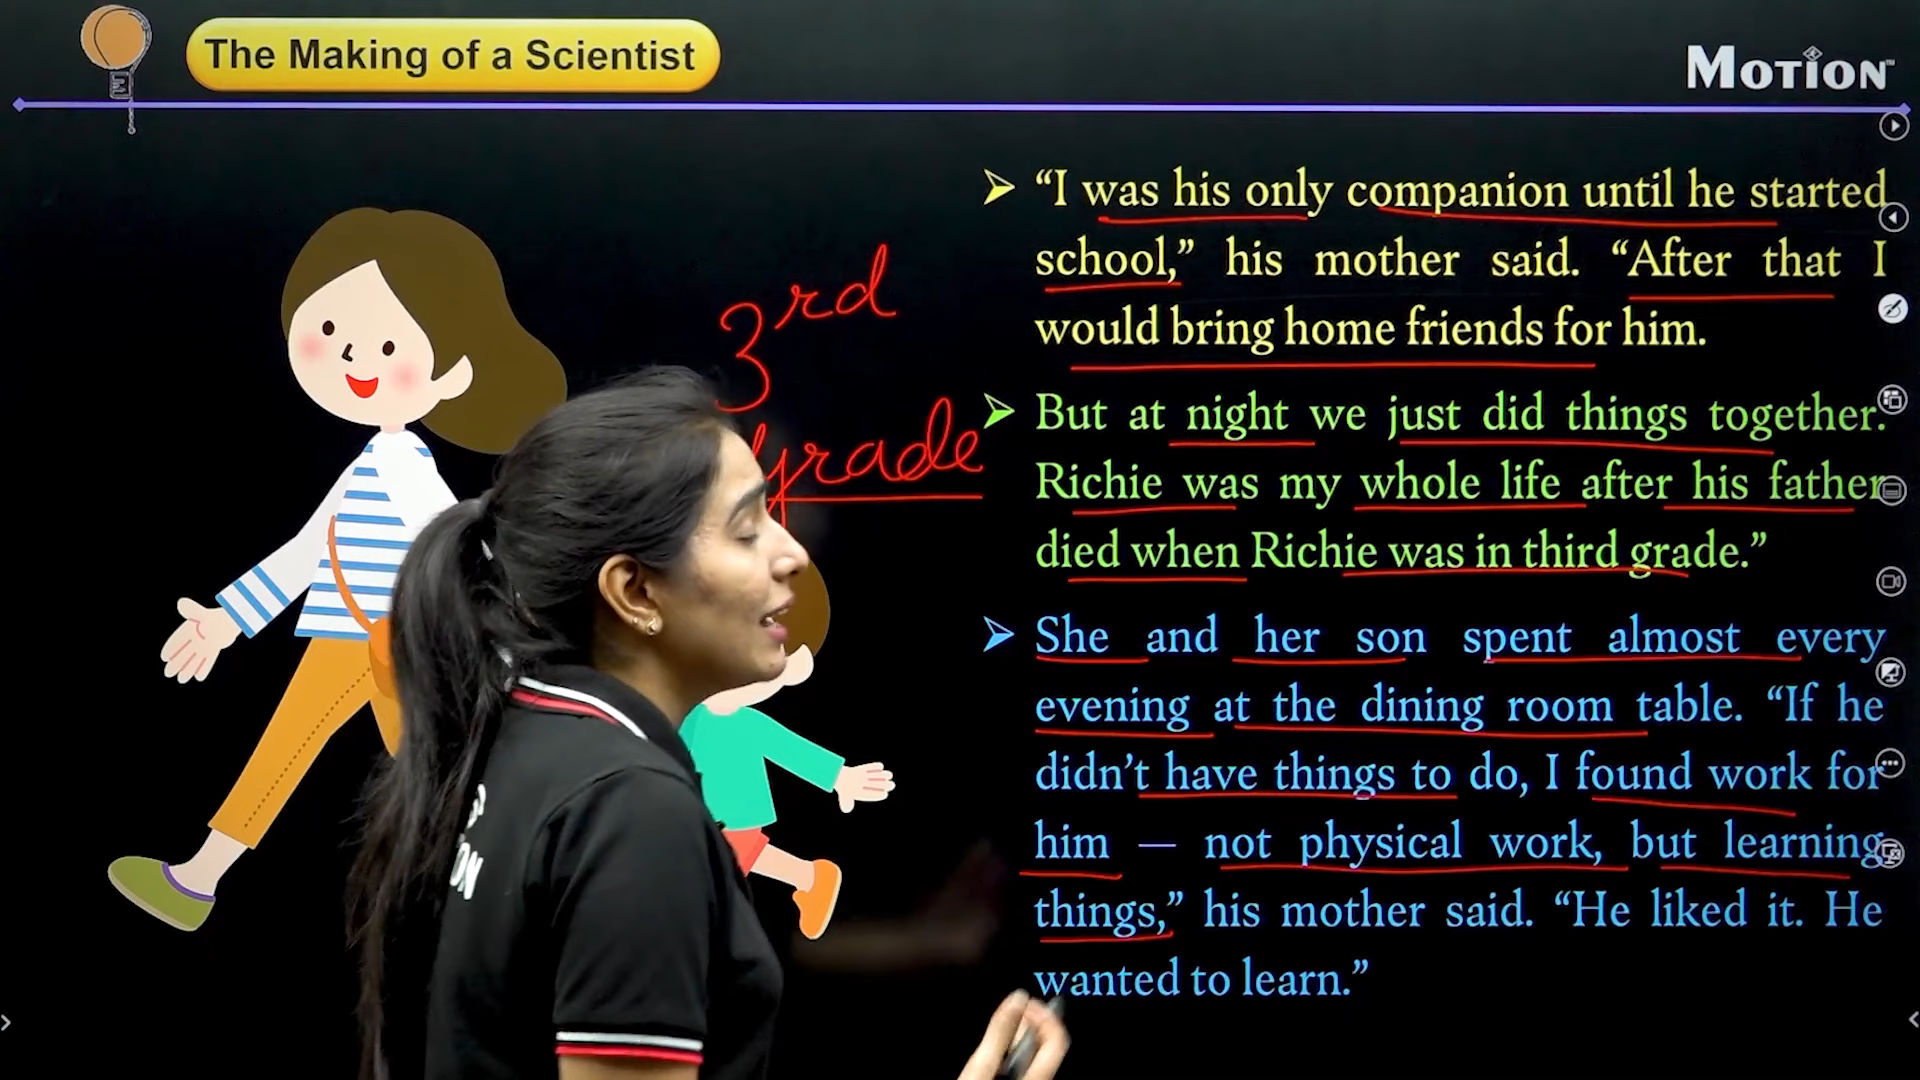 The Making of a Scientist
MOTION
“I was his only companion until he started
school,” his mother said. “After that I
would bring home friends for him.
But at night we just did things together.
Richie was my whole life after his father
died when Richie was in third grade.”
She and her son spent almost every
evening at the dining room table. “If he
didn’t have things to do, I found work for
him — not physical work, but learning
things,” his mother said. “He liked it. He
wanted to learn.”
3rd
grade